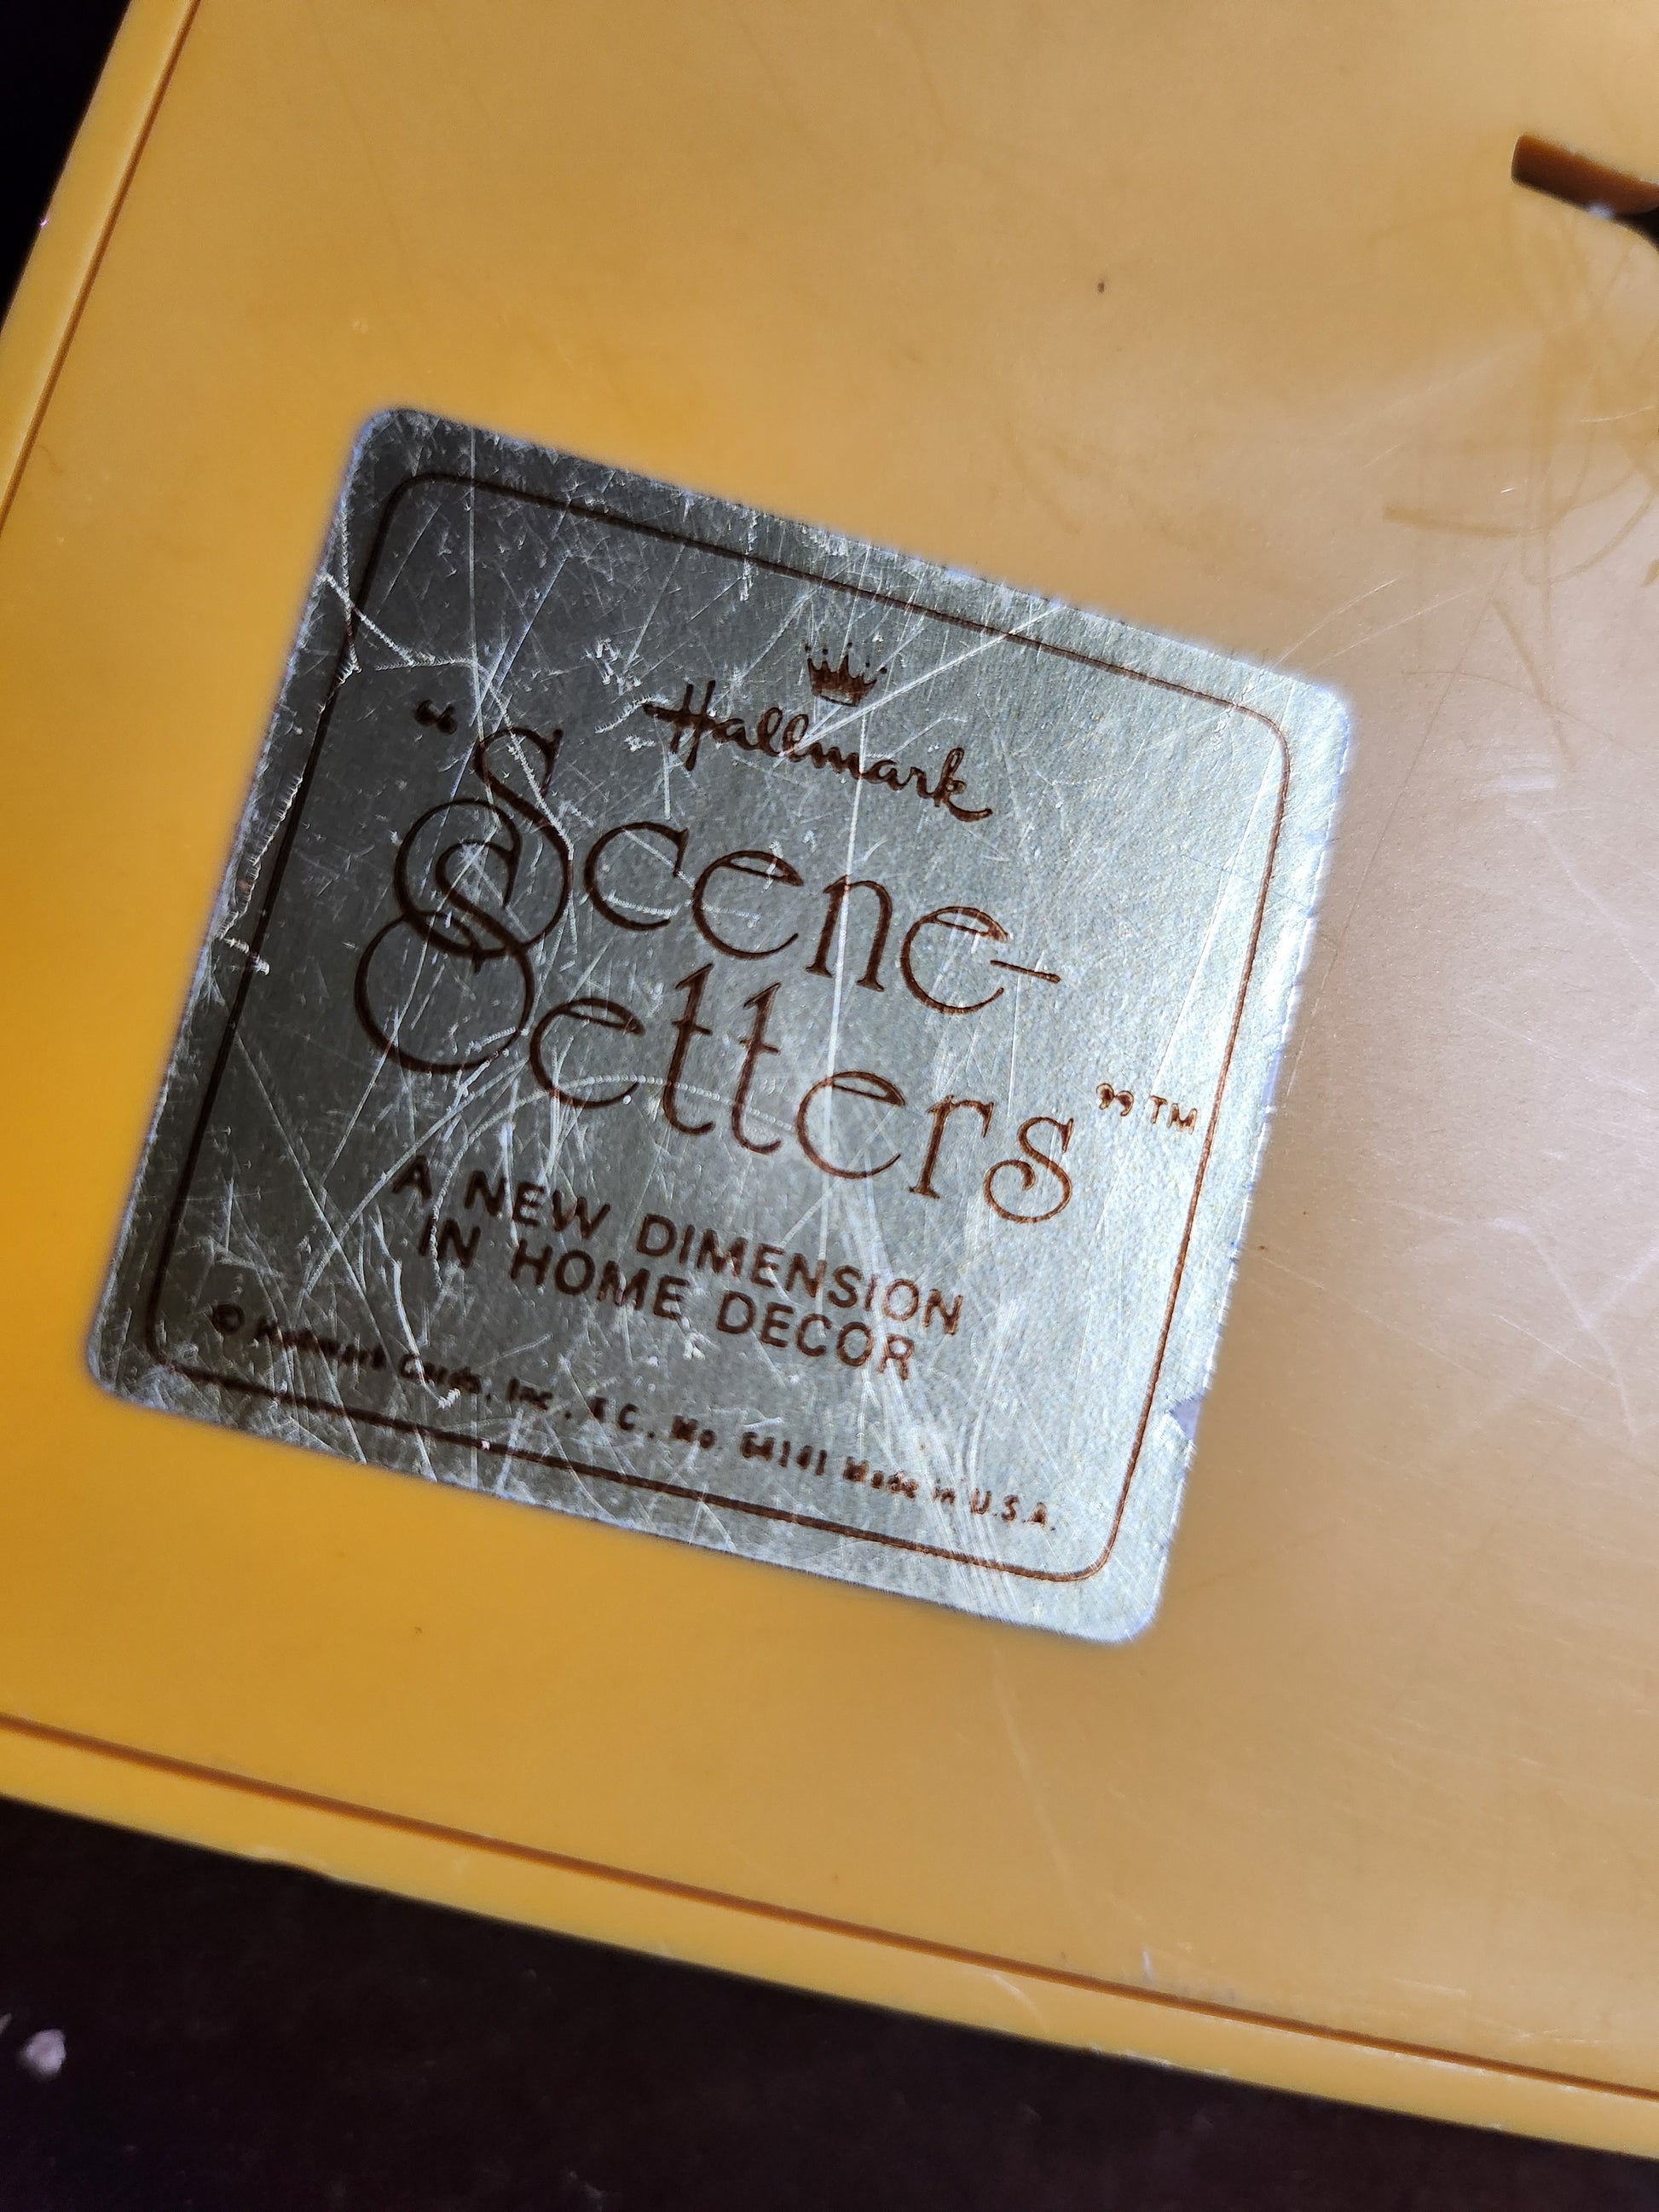 Hallmark
“Scene-
Setters”™
A NEW DIMENSION
IN HOME DECOR
© Hallmark Cards, Inc., K.C., Mo. 64141 Made in U.S.A.